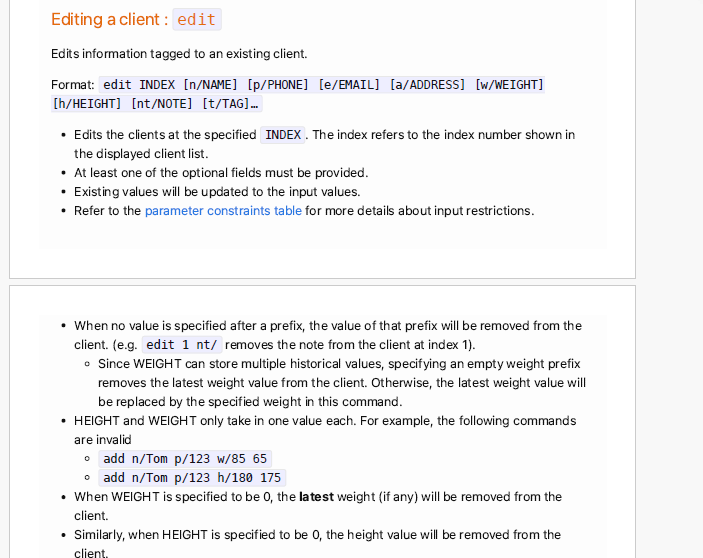 Editing a client : edit
Edits information tagged to an existing client.
Format: edit INDEX [n/NAME] [p/PHONE] [e/EMAIL] [a/ADDRESS] [w/WEIGHT]
[h/HEIGHT] [nt/NOTE] [t/TAG]…
• Edits the clients at the specified INDEX. The index refers to the index number shown in
the displayed client list.
• At least one of the optional fields must be provided.
• Existing values will be updated to the input values.
• Refer to the parameter constraints table for more details about input restrictions.
• When no value is specified after a prefix, the value of that prefix will be removed from the
client. (e.g. edit 1 nt/ removes the note from the client at index 1).
◦ Since WEIGHT can store multiple historical values, specifying an empty weight prefix
removes the latest weight value from the client. Otherwise, the latest weight value will
be replaced by the specified weight in this command.
• HEIGHT and WEIGHT only take in one value each. For example, the following commands
are invalid
◦ add n/Tom p/123 w/85 65
◦ add n/Tom p/123 h/180 175
• When WEIGHT is specified to be 0, the latest weight (if any) will be removed from the
client.
• Similarly, when HEIGHT is specified to be 0, the height value will be removed from the
client.